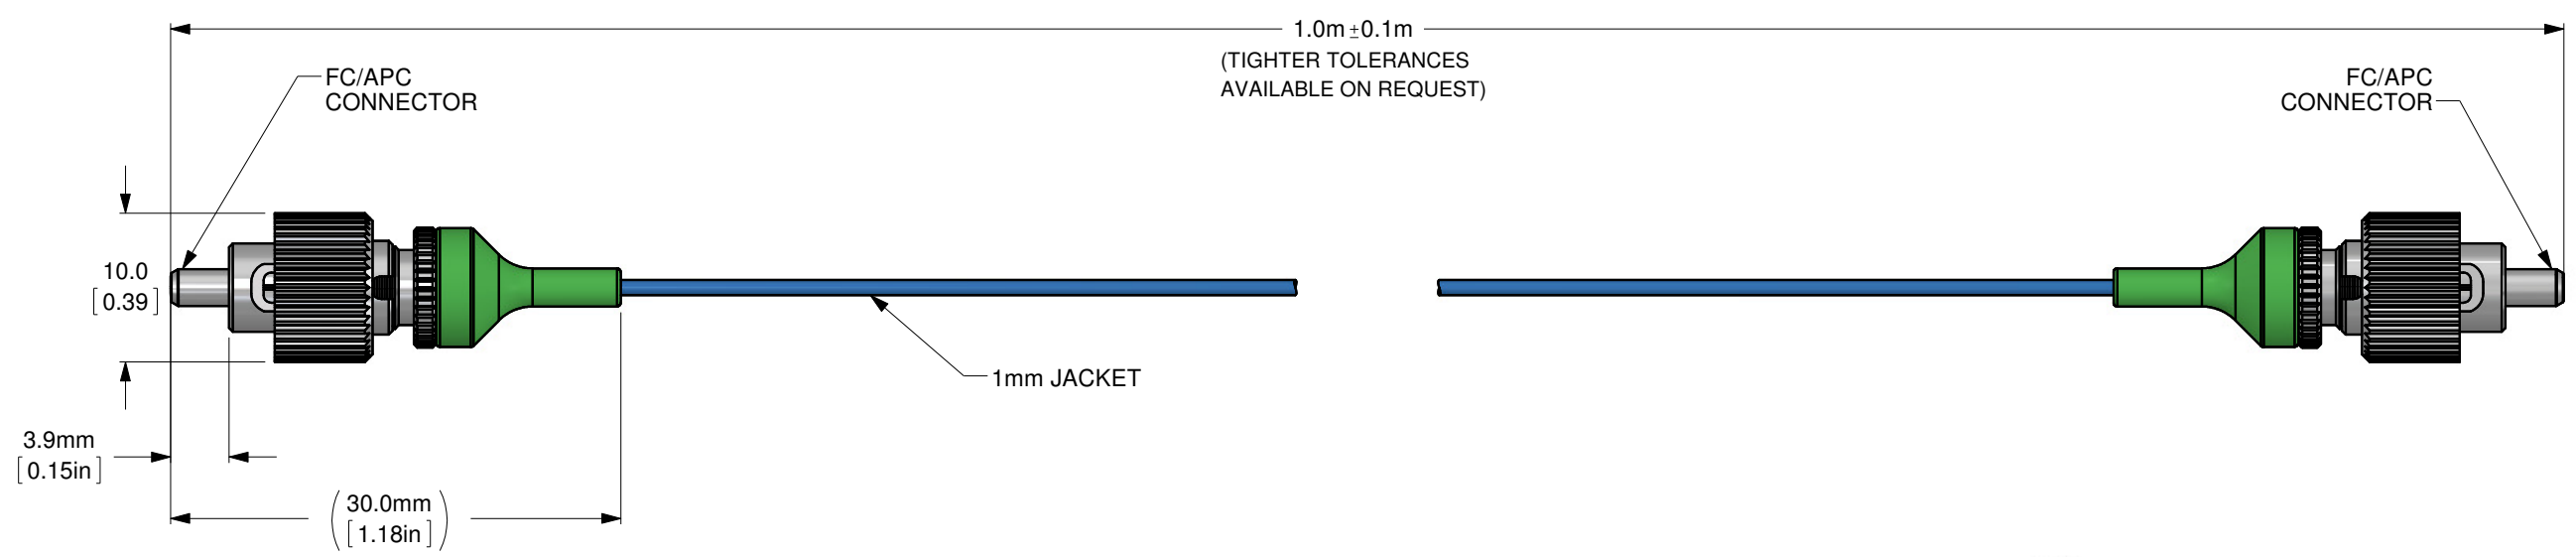 1.0m ±0.1m
(TIGHTER TOLERANCES
AVAILABLE ON REQUEST)
FC/APC
CONNECTOR
FC/APC
CONNECTOR
10.0
[0.39]
1mm JACKET
3.9mm
[0.15in]
(30.0mm
[1.18in])